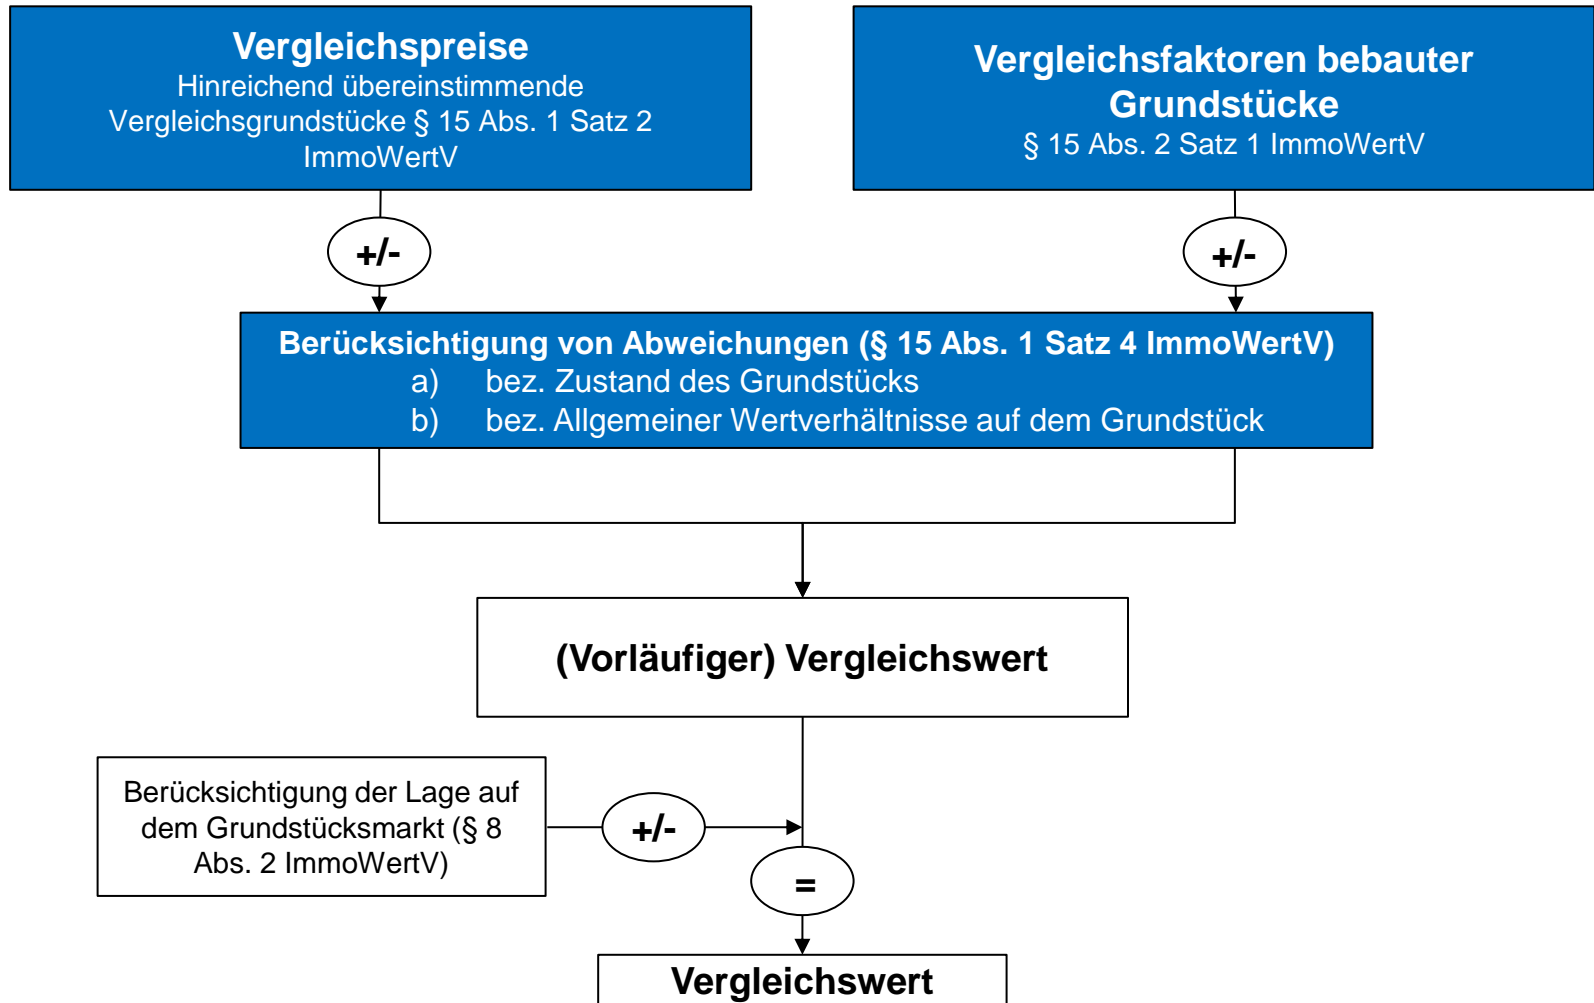 Vergleichspreise
Hinreichend übereinstimmende
Vergleichsgrundstücke § 15 Abs. 1 Satz 2
ImmoWertV
Vergleichsfaktoren bebauter
Grundstücke
§ 15 Abs. 2 Satz 1 ImmoWertV
+/-
+/-
Berücksichtigung von Abweichungen (§ 15 Abs. 1 Satz 4 ImmoWertV)
a) bez. Zustand des Grundstücks
b) bez. Allgemeiner Wertverhältnisse auf dem Grundstück
(Vorläufiger) Vergleichswert
Berücksichtigung der Lage auf
dem Grundstücksmarkt (§ 8
Abs. 2 ImmoWertV)
+/-
=
Vergleichswert